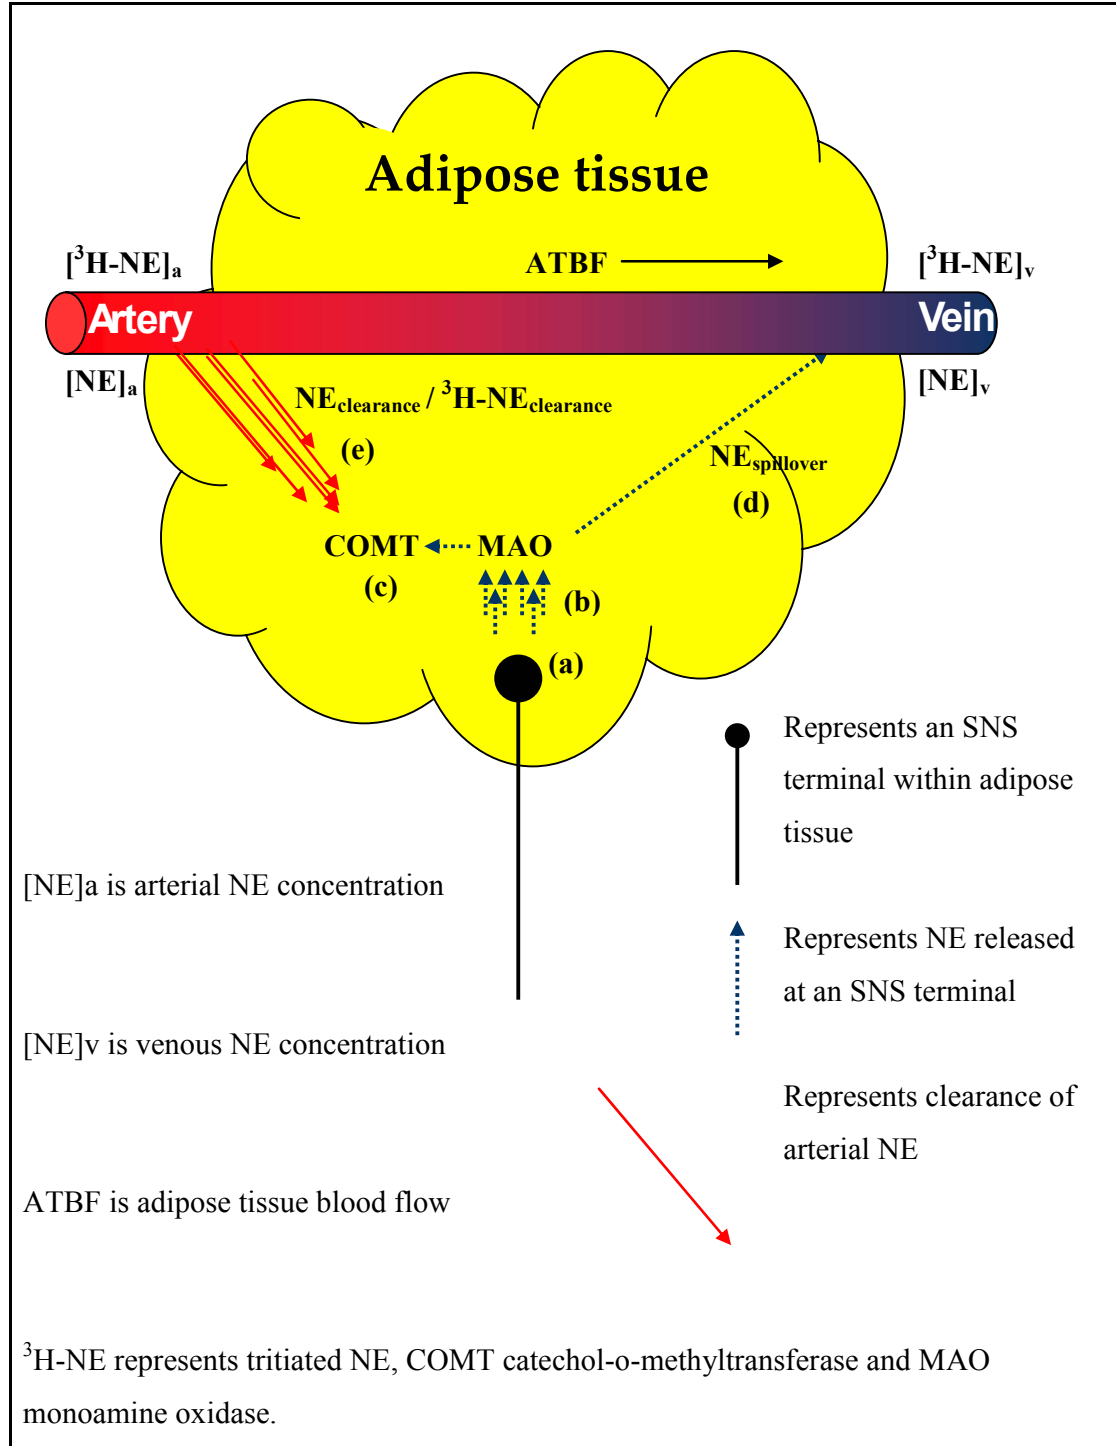 Adipose tissue
[³H-NE]ₐ
ATBF
[³H-NE]ᵥ
Artery
Vein
[NE]ₐ
[NE]ᵥ
NEclearance / ³H-NEclearance
(e)
NEspillover
(d)
COMT
MAO
(c)
(b)
(a)
Represents an SNS
terminal within adipose
tissue
[NE]a is arterial NE concentration
Represents NE released
at an SNS terminal
[NE]v is venous NE concentration
Represents clearance of
arterial NE
ATBF is adipose tissue blood flow
³H-NE represents tritiated NE, COMT catechol-o-methyltransferase and MAO
monoamine oxidase.